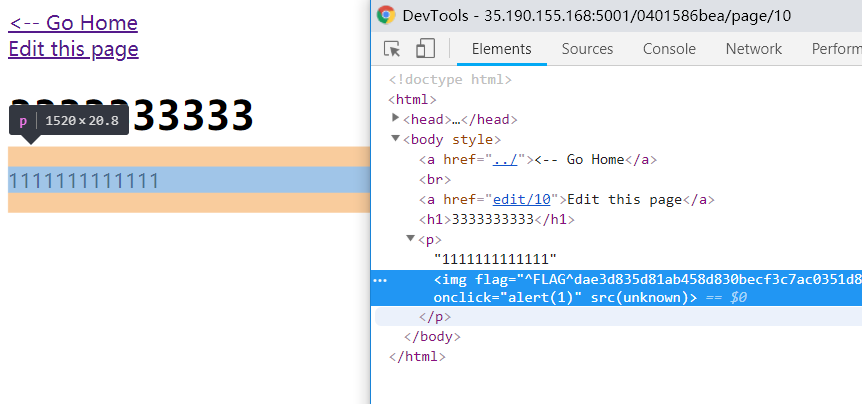 <-- Go Home
Edit this page
3333333333
p 1520 × 20.8
1111111111111
DevTools - 35.190.155.168:5001/0401586bea/page/10
Elements Sources Console Network Perform
<!doctype html>
<html>
<head>…</head>
<body style>
<a href="../"><-- Go Home</a>
<br>
<a href="edit/10">Edit this page</a>
<h1>3333333333</h1>
<p>
"1111111111111"
<img flag="^FLAG^dae3d835d81ab458d830becf3c7ac0351d8
onclick="alert(1)" src(unknown)> == $0
</p>
</body>
</html>